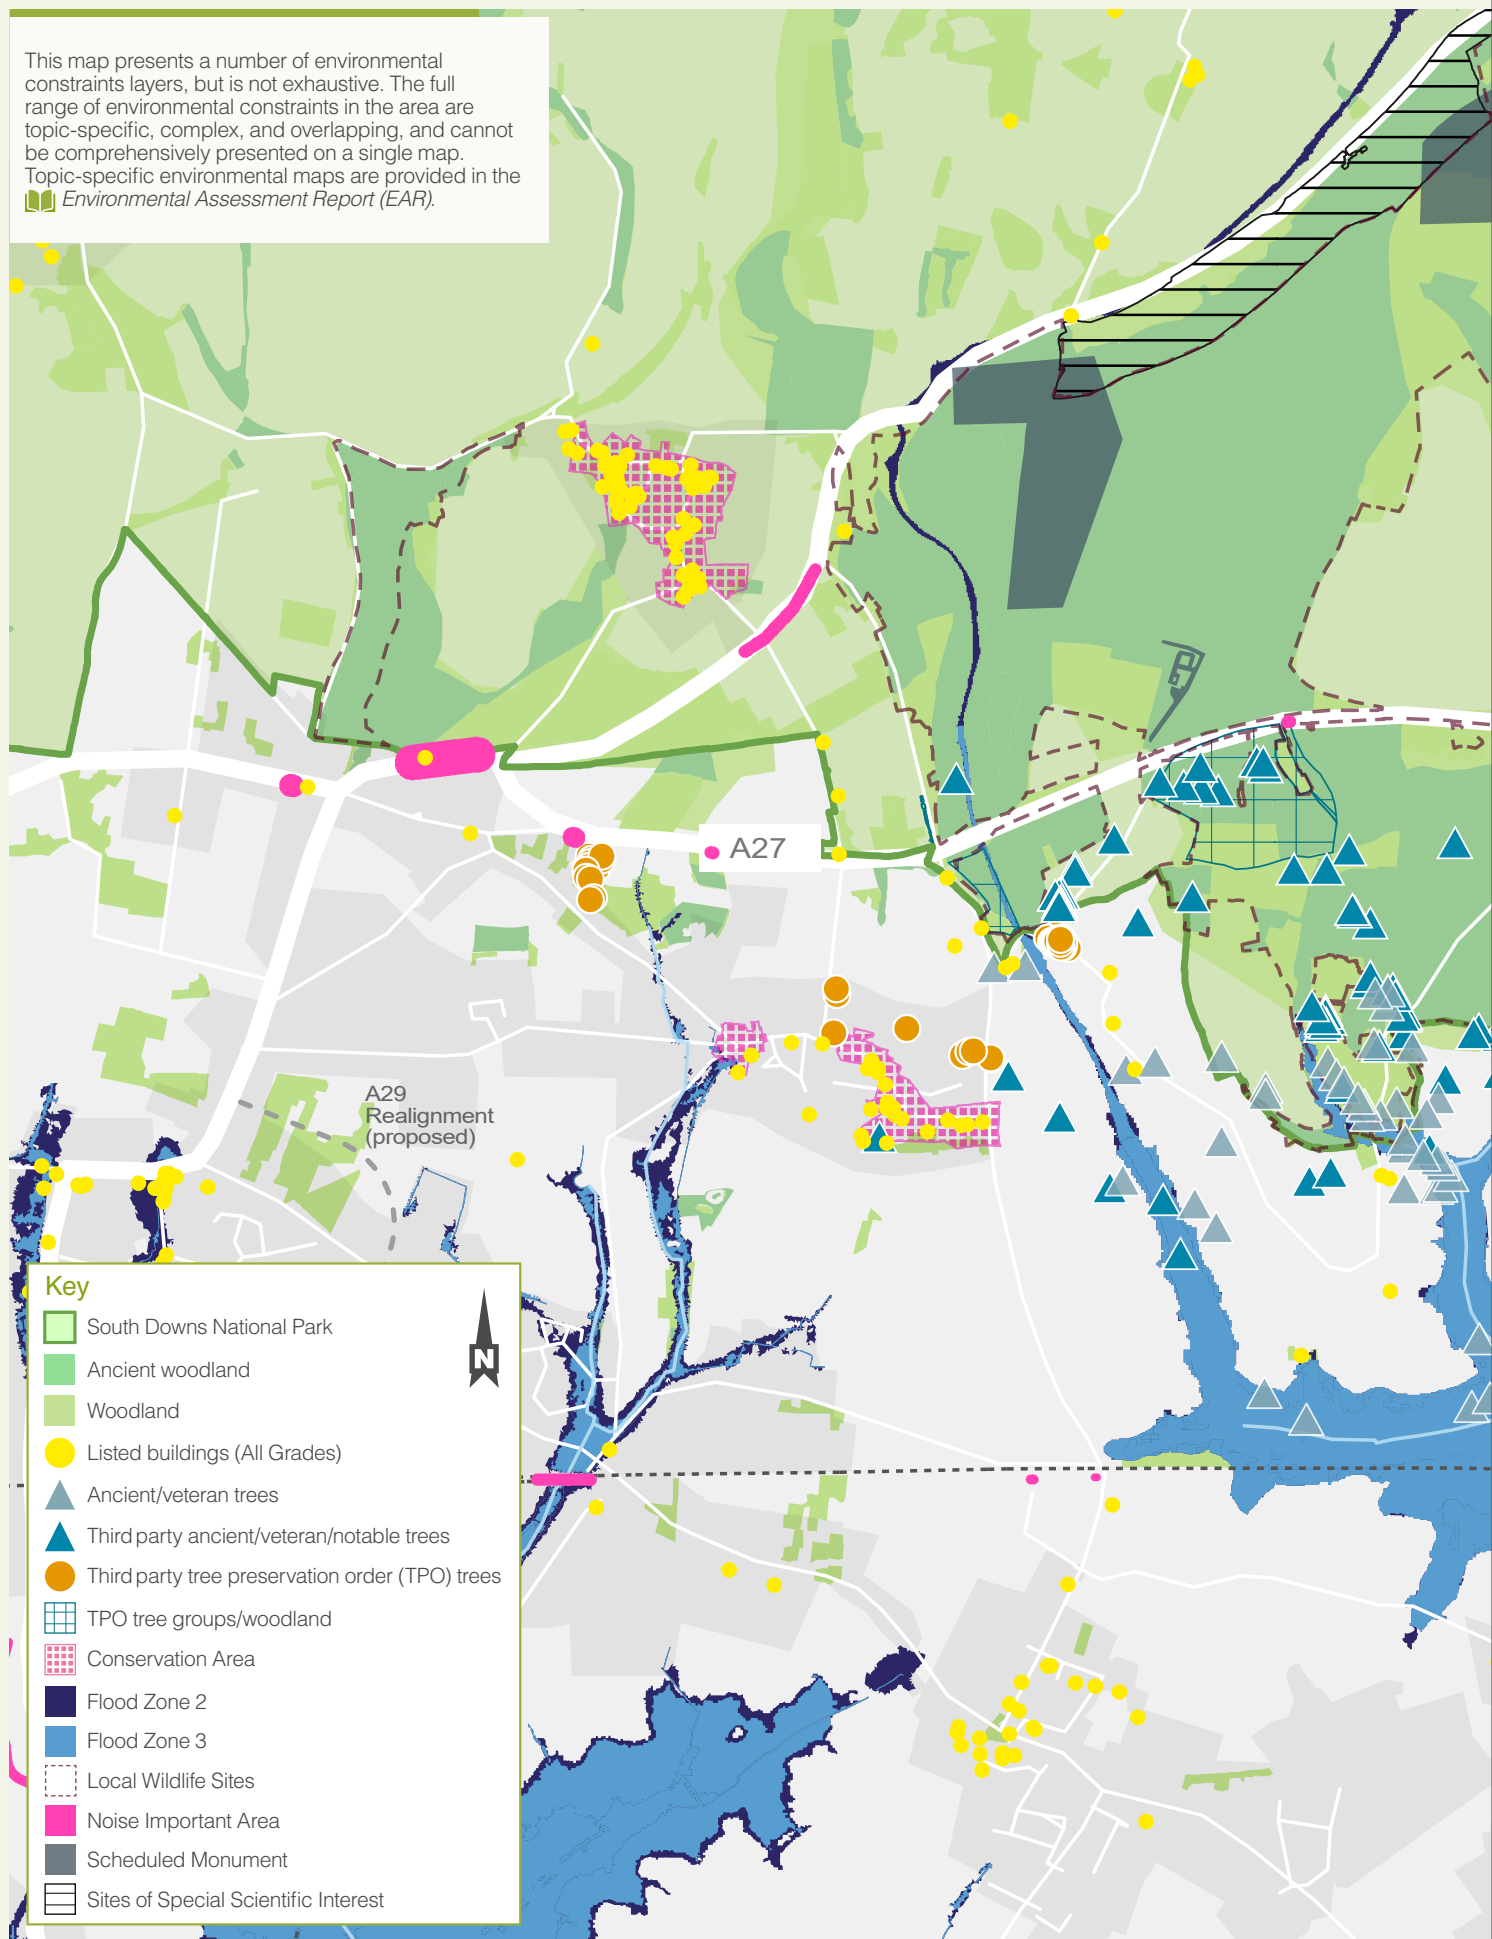 This map presents a number of environmental
constraints layers, but is not exhaustive. The full
range of environmental constraints in the area are
topic-specific, complex, and overlapping, and cannot
be comprehensively presented on a single map.
Topic-specific environmental maps are provided in the
Environmental Assessment Report (EAR).
A27
A29
Realignment
(proposed)
Key
South Downs National Park
Ancient woodland
Woodland
Listed buildings (All Grades)
Ancient/veteran trees
Third party ancient/veteran/notable trees
Third party tree preservation order (TPO) trees
TPO tree groups/woodland
Conservation Area
Flood Zone 2
Flood Zone 3
Local Wildlife Sites
Noise Important Area
Scheduled Monument
Sites of Special Scientific Interest
N